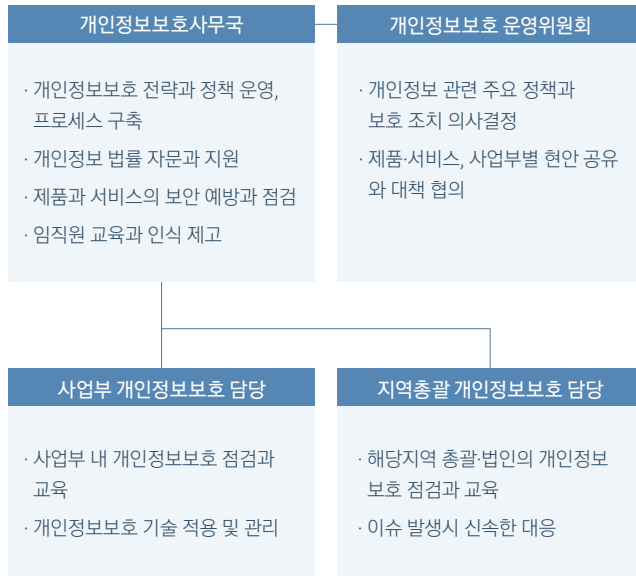 개인정보보호사무국
· 개인정보보호 전략과 정책 운영,
프로세스 구축
· 개인정보 법률 자문과 지원
· 제품과 서비스의 보안 예방과 점검
· 임직원 교육과 인식 제고
개인정보보호 운영위원회
· 개인정보 관련 주요 정책과
보호 조치 의사결정
· 제품·서비스, 사업부별 현안 공유
와 대책 협의
사업부 개인정보보호 담당
· 사업부 내 개인정보보호 점검과
교육
· 개인정보보호 기술 적용 및 관리
지역총괄 개인정보보호 담당
· 해당지역 총괄·법인의 개인정보
보호 점검과 교육
· 이슈 발생시 신속한 대응